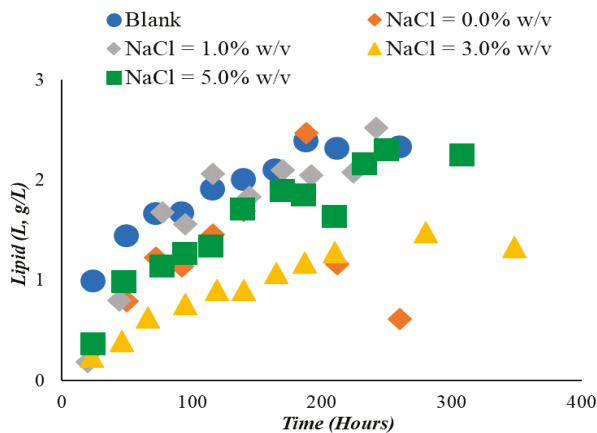 Blank
NaCl = 0.0% w/v
NaCl = 1.0% w/v
NaCl = 3.0% w/v
NaCl = 5.0% w/v
3
2
1
0
Lipid (L, g/L)
0
100
200
300
400
Time (Hours)